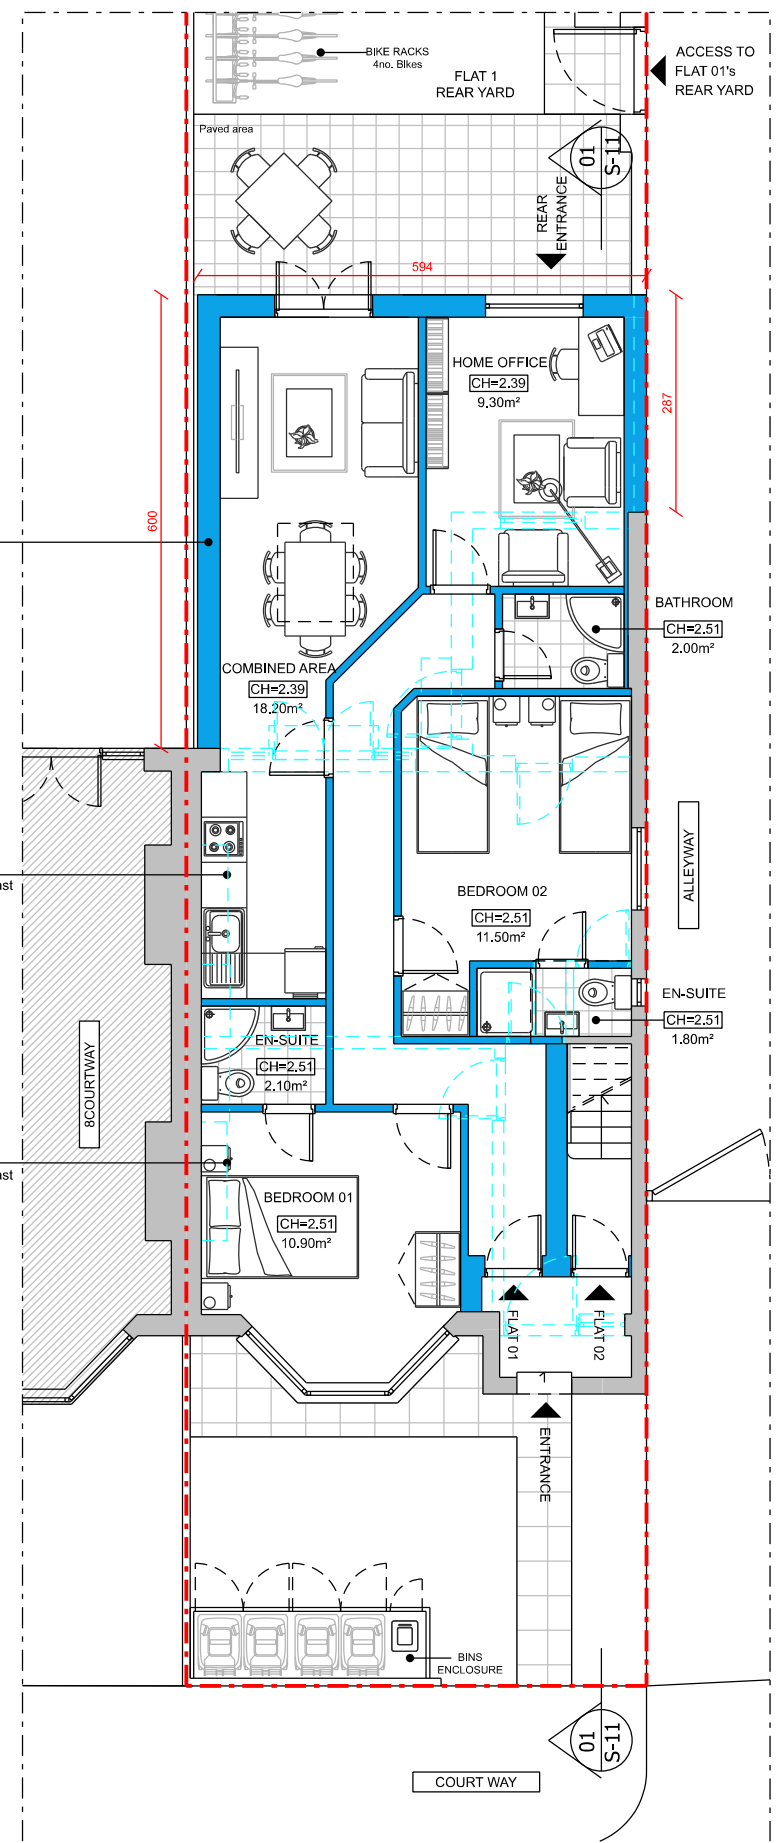 BIKE RACKS
4no. Bikes
FLAT 1
REAR YARD
ACCESS TO
FLAT 01's
REAR YARD
Paved area
01
S-11
REAR
ENTRANCE
594
HOME OFFICE
CH=2.39
9.30m²
287
600
BATHROOM
CH=2.51
2.00m²
COMBINED AREA
CH=2.39
18.20m²
ALLEYWAY
BEDROOM 02
CH=2.51
11.50m²
ast
EN-SUITE
CH=2.51
1.80m²
EN-SUITE
CH=2.51
2.10m²
8COURTWAY
ast
BEDROOM 01
CH=2.51
10.90m²
FLAT 01
FLAT 02
ENTRANCE
BINS
ENCLOSURE
01
S-11
COURT WAY